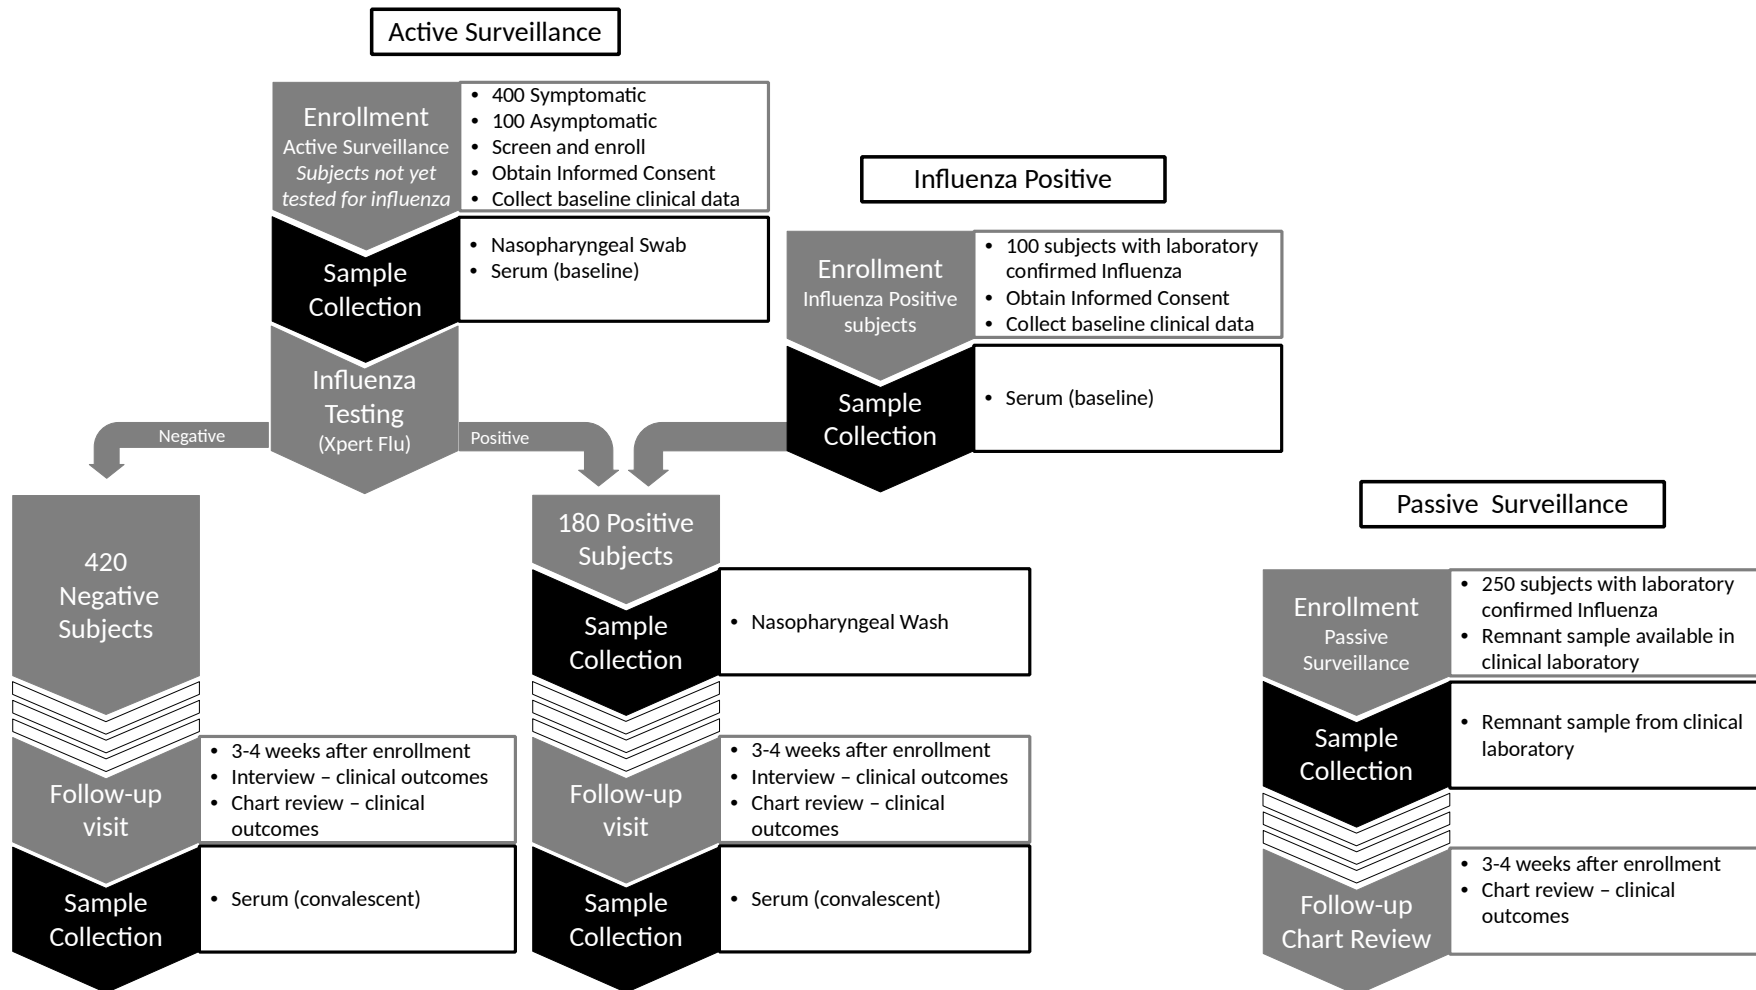 Active Surveillance
Enrollment
Active Surveillance
Subjects not yet
tested for influenza
• 400 Symptomatic
• 100 Asymptomatic
• Screen and enroll
• Obtain Informed Consent
• Collect baseline clinical data
Sample
Collection
• Nasopharyngeal Swab
• Serum (baseline)
Influenza
Testing
(Xpert Flu)
Negative
Positive
Influenza Positive
Enrollment
Influenza Positive
subjects
• 100 subjects with laboratory
confirmed Influenza
• Obtain Informed Consent
• Collect baseline clinical data
Sample
Collection
• Serum (baseline)
420
Negative
Subjects
Follow-up
visit
• 3-4 weeks after enrollment
• Interview – clinical outcomes
• Chart review – clinical
outcomes
Sample
Collection
• Serum (convalescent)
180 Positive
Subjects
Sample
Collection
• Nasopharyngeal Wash
Follow-up
visit
• 3-4 weeks after enrollment
• Interview – clinical outcomes
• Chart review – clinical
outcomes
Sample
Collection
• Serum (convalescent)
Passive Surveillance
Enrollment
Passive
Surveillance
• 250 subjects with laboratory
confirmed Influenza
• Remnant sample available in
clinical laboratory
Sample
Collection
• Remnant sample from clinical
laboratory
Follow-up
Chart Review
• 3-4 weeks after enrollment
• Chart review – clinical
outcomes